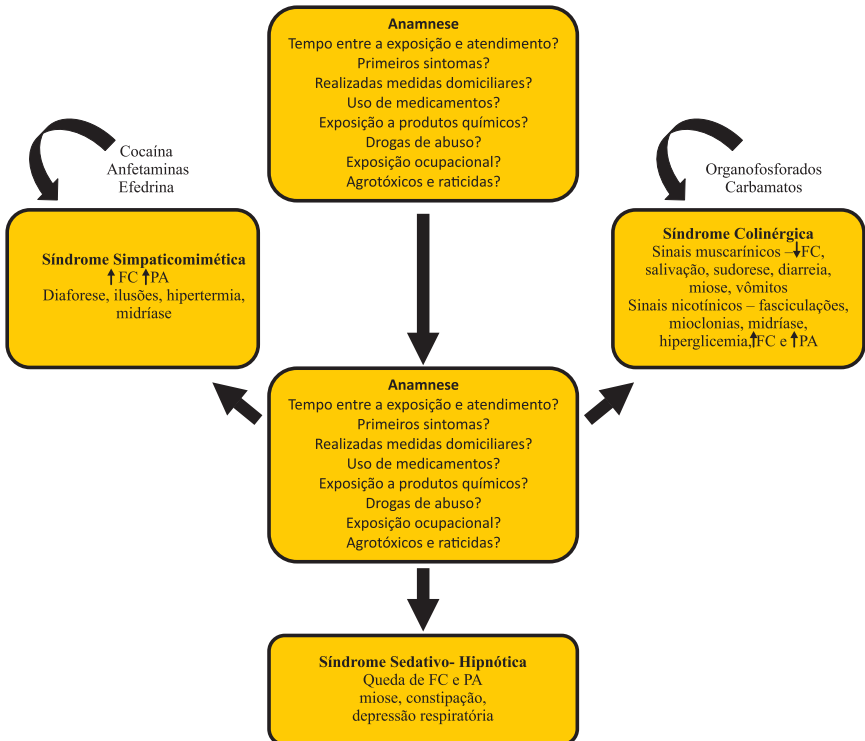 Anamnese
Tempo entre a exposição e atendimento?
Primeiros sintomas?
Realizadas medidas domiciliares?
Uso de medicamentos?
Exposição a produtos químicos?
Drogas de abuso?
Exposição ocupacional?
Agrotóxicos e raticidas?
Cocaína
Anfetaminas
Efedrina
Organofosforados
Carbamatos
Síndrome Simpaticomimética
↑FC ↑PA
Diaforese, ilusões, hipertermia,
midríase
Síndrome Colinérgica
Sinais muscarínicos –↓FC,
salivação, sudorese, diarreia,
miose, vômitos
Sinais nicotínicos – fasciculações,
mioclonias, midríase,
hiperglicemia,↑FC e ↑PA
Anamnese
Tempo entre a exposição e atendimento?
Primeiros sintomas?
Realizadas medidas domiciliares?
Uso de medicamentos?
Exposição a produtos químicos?
Drogas de abuso?
Exposição ocupacional?
Agrotóxicos e raticidas?
Síndrome Sedativo- Hipnótica
Queda de FC e PA
miose, constipação,
depressão respiratória